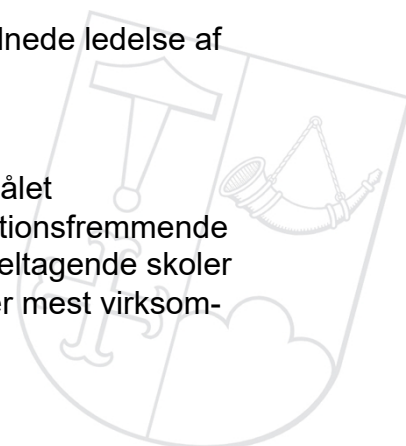 lnede ledelse af
ålet
tionsfremmende
eltagende skoler
er mest virksom-